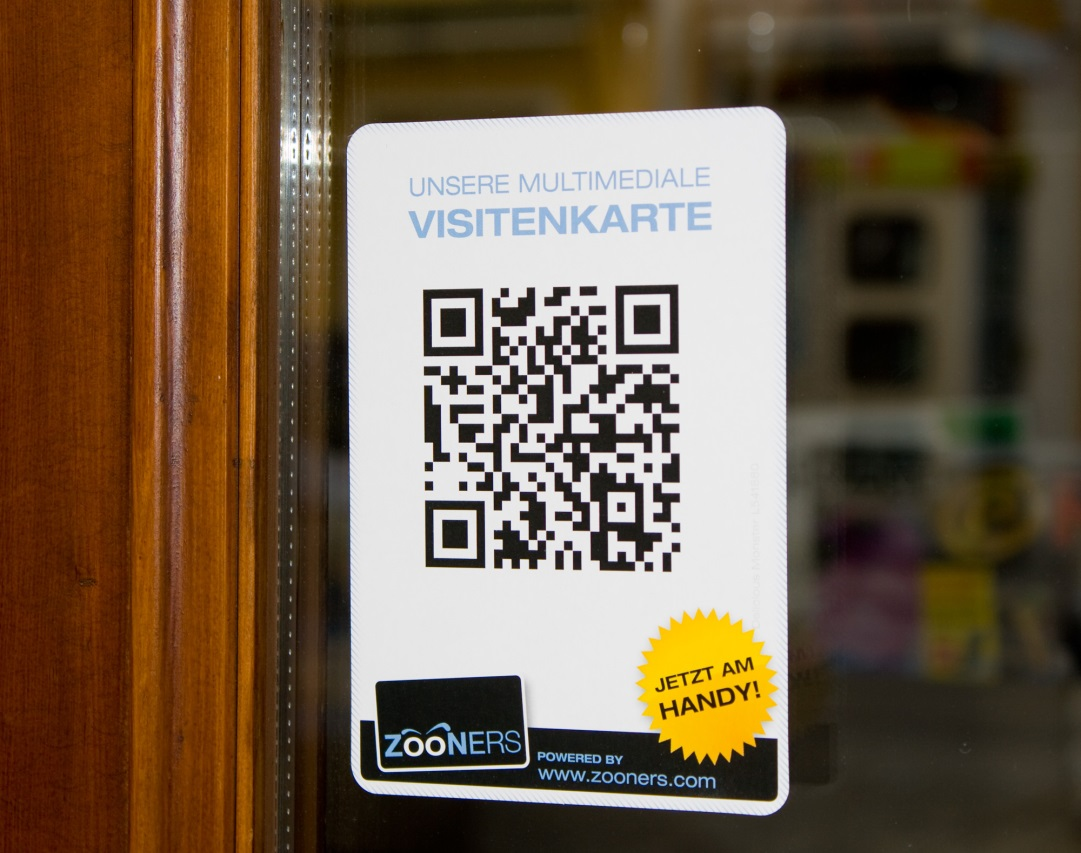 UNSERE MULTIMEDIALE
VISITENKARTE
JETZT AM
HANDY!
ZOONERS
POWERED BY
www.zooners.com